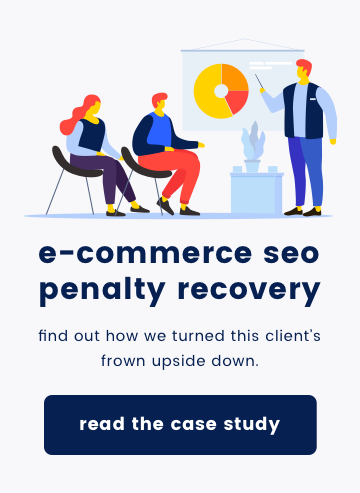 e-commerce seo
penalty recovery
find out how we turned this client's
frown upside down.
read the case study